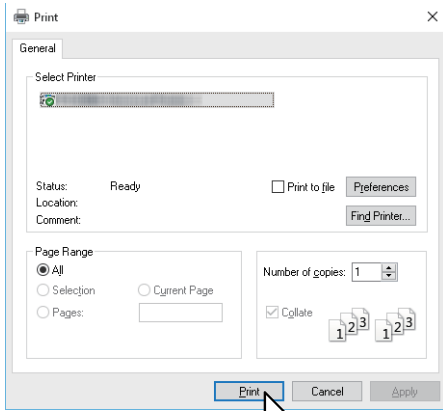 Print
General
Select Printer
Status: Ready
Location:
Comment:
Print to file
Preferences
Find Printer...
Page Range
All
Selection
Current Page
Pages:
Number of copies: 1
Collate
1 2 3 1 2 3
Print
Cancel
Apply